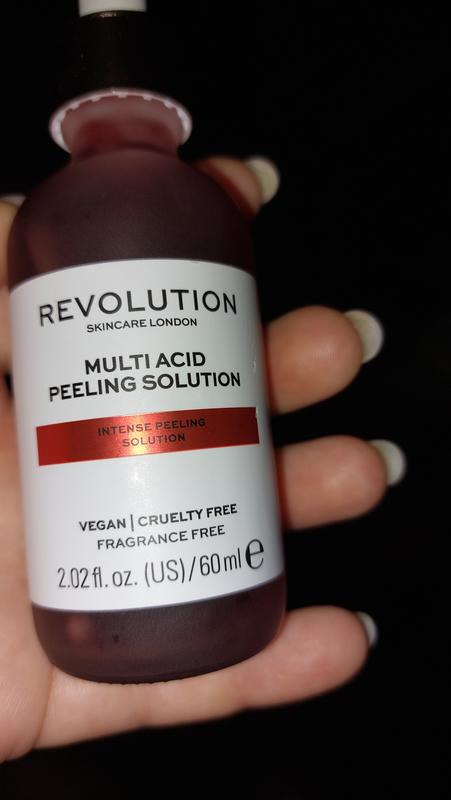 REVOLUTION
SKINCARE LONDON
MULTI ACID
PEELING SOLUTION
INTENSE PEELING
SOLUTION
VEGAN | CRUELTY FREE
FRAGRANCE FREE
2.02 fl. oz. (US) / 60ml ℮